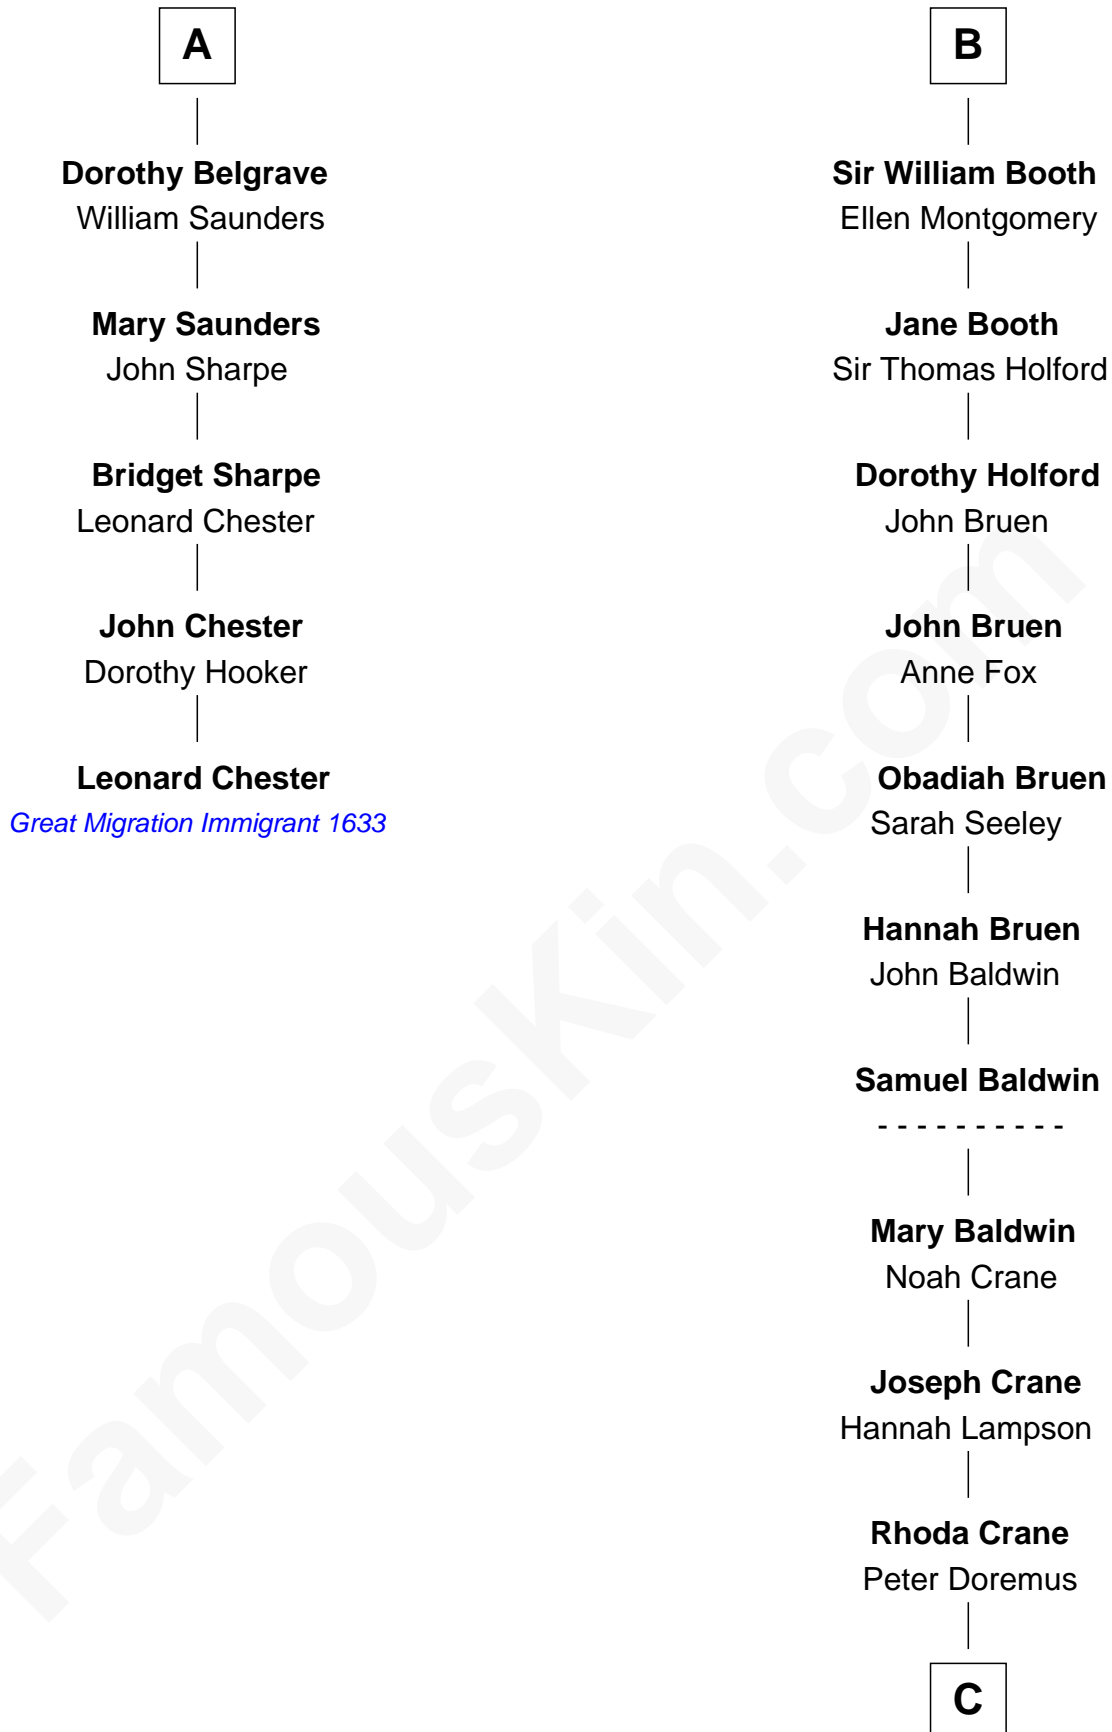 A
Dorothy Belgrave
William Saunders
Mary Saunders
John Sharpe
Bridget Sharpe
Leonard Chester
John Chester
Dorothy Hooker
Leonard Chester
Great Migration Immigrant 1633
B
Sir William Booth
Ellen Montgomery
Jane Booth
Sir Thomas Holford
Dorothy Holford
John Bruen
John Bruen
Anne Fox
Obadiah Bruen
Sarah Seeley
Hannah Bruen
John Baldwin
Samuel Baldwin
- - - - - - - - - -
Mary Baldwin
Noah Crane
Joseph Crane
Hannah Lampson
Rhoda Crane
Peter Doremus
C
FamousKin.com